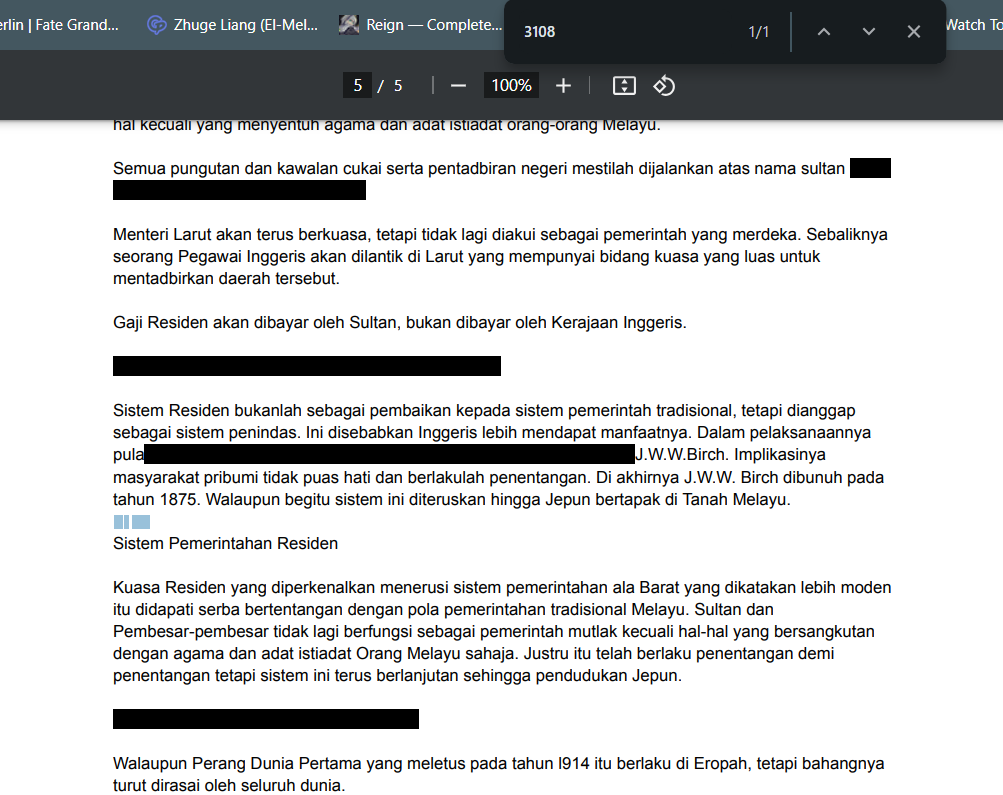 erlin | Fate Grand... Zhuge Liang (El-Mel... Reign — Complete... Watch To
3108 1/1
5 / 5 100%
hal kecuali yang menyentuh agama dan adat istiadat orang-orang Melayu.
Semua pungutan dan kawalan cukai serta pentadbiran negeri mestilah dijalankan atas nama sultan
Menteri Larut akan terus berkuasa, tetapi tidak lagi diakui sebagai pemerintah yang merdeka. Sebaliknya
seorang Pegawai Inggeris akan dilantik di Larut yang mempunyai bidang kuasa yang luas untuk
mentadbirkan daerah tersebut.
Gaji Residen akan dibayar oleh Sultan, bukan dibayar oleh Kerajaan Inggeris.
Sistem Residen bukanlah sebagai pembaikan kepada sistem pemerintah tradisional, tetapi dianggap
sebagai sistem penindas. Ini disebabkan Inggeris lebih mendapat manfaatnya. Dalam pelaksanaannya
pula J.W.W.Birch. Implikasinya
masyarakat pribumi tidak puas hati dan berlakulah penentangan. Di akhirnya J.W.W. Birch dibunuh pada
tahun 1875. Walaupun begitu sistem ini diteruskan hingga Jepun bertapak di Tanah Melayu.
Sistem Pemerintahan Residen
Kuasa Residen yang diperkenalkan menerusi sistem pemerintahan ala Barat yang dikatakan lebih moden
itu didapati serba bertentangan dengan pola pemerintahan tradisional Melayu. Sultan dan
Pembesar-pembesar tidak lagi berfungsi sebagai pemerintah mutlak kecuali hal-hal yang bersangkutan
dengan agama dan adat istiadat Orang Melayu sahaja. Justru itu telah berlaku penentangan demi
penentangan tetapi sistem ini terus berlanjutan sehingga pendudukan Jepun.
Walaupun Perang Dunia Pertama yang meletus pada tahun l914 itu berlaku di Eropah, tetapi bahangnya
turut dirasai oleh seluruh dunia.